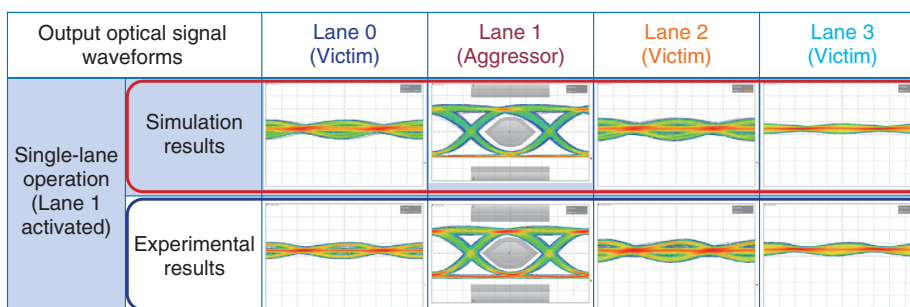 Output optical signal
waveforms
Lane 0
(Victim)
Lane 1
(Aggressor)
Lane 2
(Victim)
Lane 3
(Victim)
Single-lane
operation
(Lane 1
activated)
Simulation
results
Experimental
results